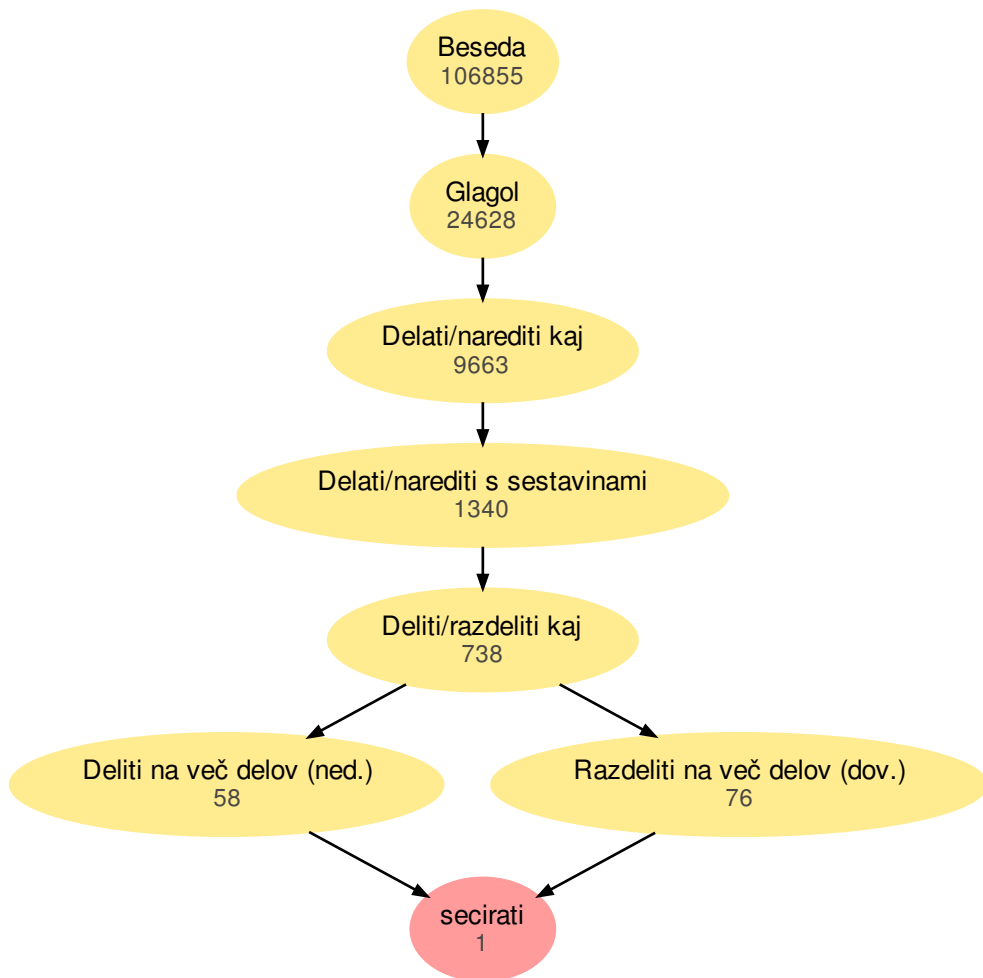 Beseda
106855
Glagol
24628
Delati/narediti kaj
9663
Delati/narediti s sestavinami
1340
Deliti/razdeliti kaj
738
Deliti na več delov (ned.)
58
Razdeliti na več delov (dov.)
76
secirati
1